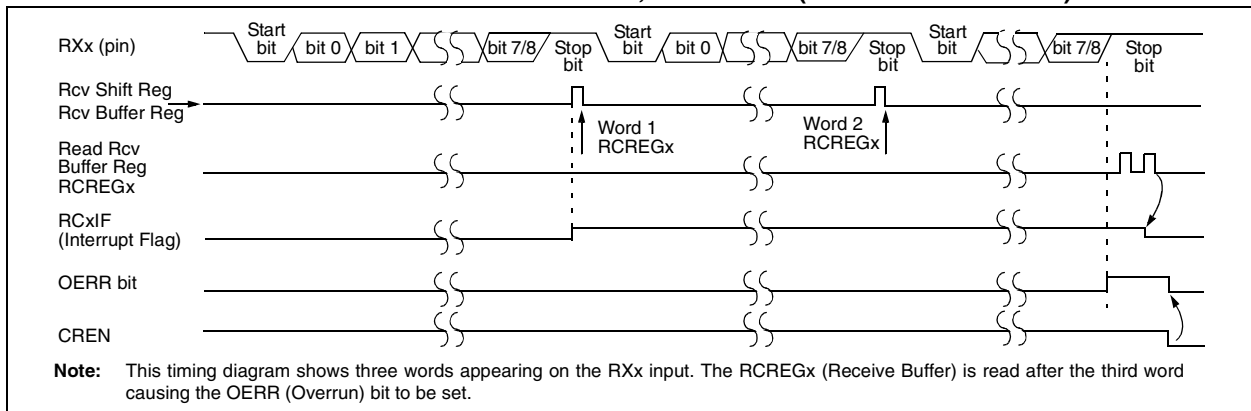 RXx (pin)
Start bit
bit 0
bit 1
bit 7/8
Stop bit
Start bit
bit 0
bit 7/8
Stop bit
Start bit
bit 7/8
Stop bit
Rcv Shift Reg
Rcv Buffer Reg
Word 1
RCREGx
Word 2
RCREGx
Read Rcv
Buffer Reg
RCREGx
RCxIF
(Interrupt Flag)
OERR bit
CREN
Note: This timing diagram shows three words appearing on the RXx input. The RCREGx (Receive Buffer) is read after the third word
causing the OERR (Overrun) bit to be set.